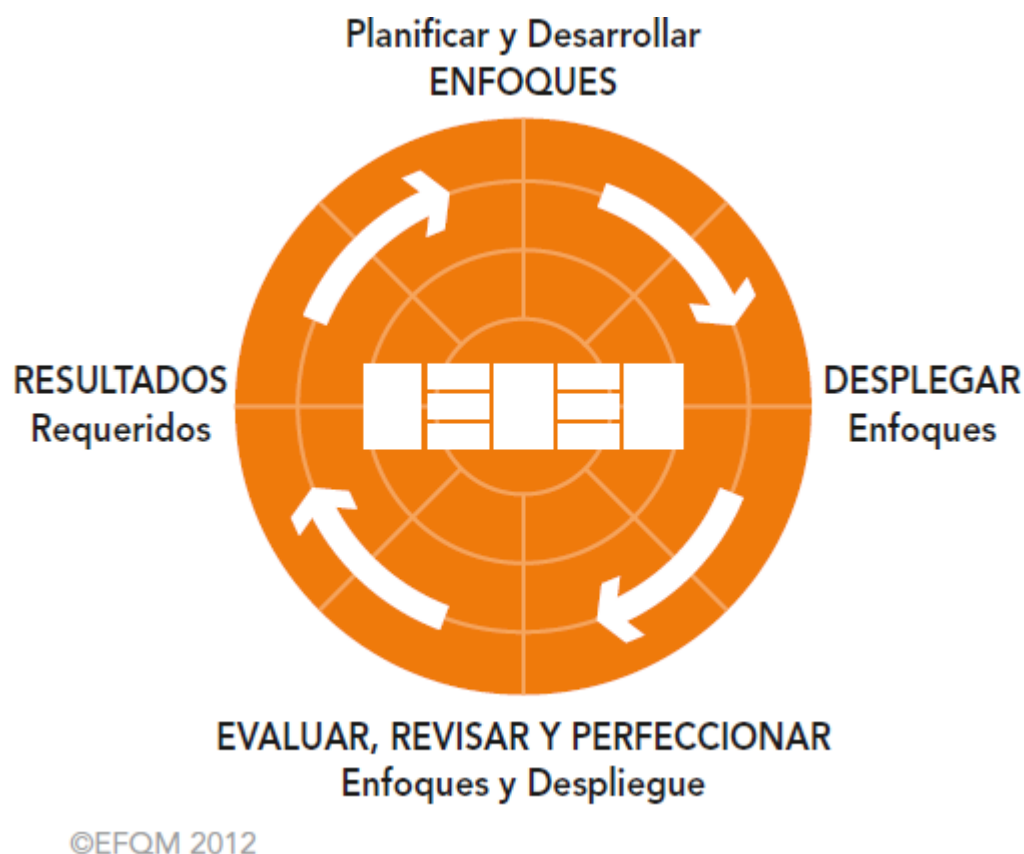 Planificar y Desarrollar
ENFOQUES
RESULTADOS
Requeridos
DESPLEGAR
Enfoques
EVALUAR, REVISAR Y PERFECCIONAR
Enfoques y Despliegue
©EFQM 2012